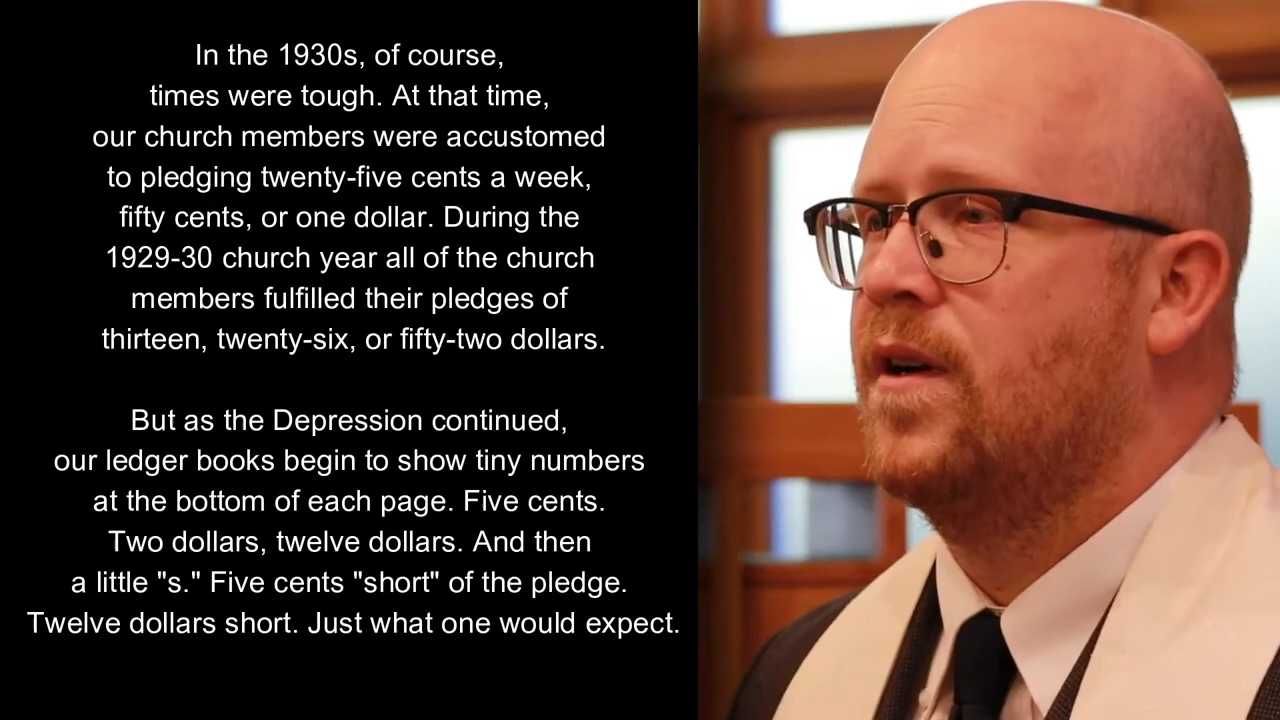 In the 1930s, of course,
times were tough. At that time,
our church members were accustomed
to pledging twenty-five cents a week,
fifty cents, or one dollar. During the
1929-30 church year all of the church
members fulfilled their pledges of
thirteen, twenty-six, or fifty-two dollars.
But as the Depression continued,
our ledger books begin to show tiny numbers
at the bottom of each page. Five cents.
Two dollars, twelve dollars. And then
a little "s." Five cents "short" of the pledge.
Twelve dollars short. Just what one would expect.